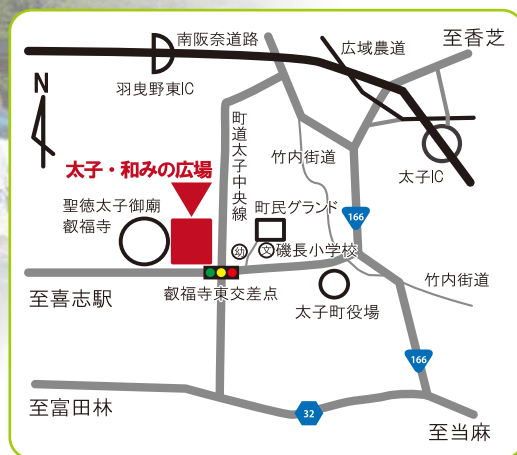 南阪奈道路
広域農道
至香芝
羽曳野東IC
N
町道太子中央線
竹内街道
太子IC
太子・和みの広場
聖徳太子御廟
叡福寺
町民グランド
166
幼
文
磯長小学校
竹内街道
至喜志駅
叡福寺東交差点
太子町役場
166
至富田林
32
至当麻